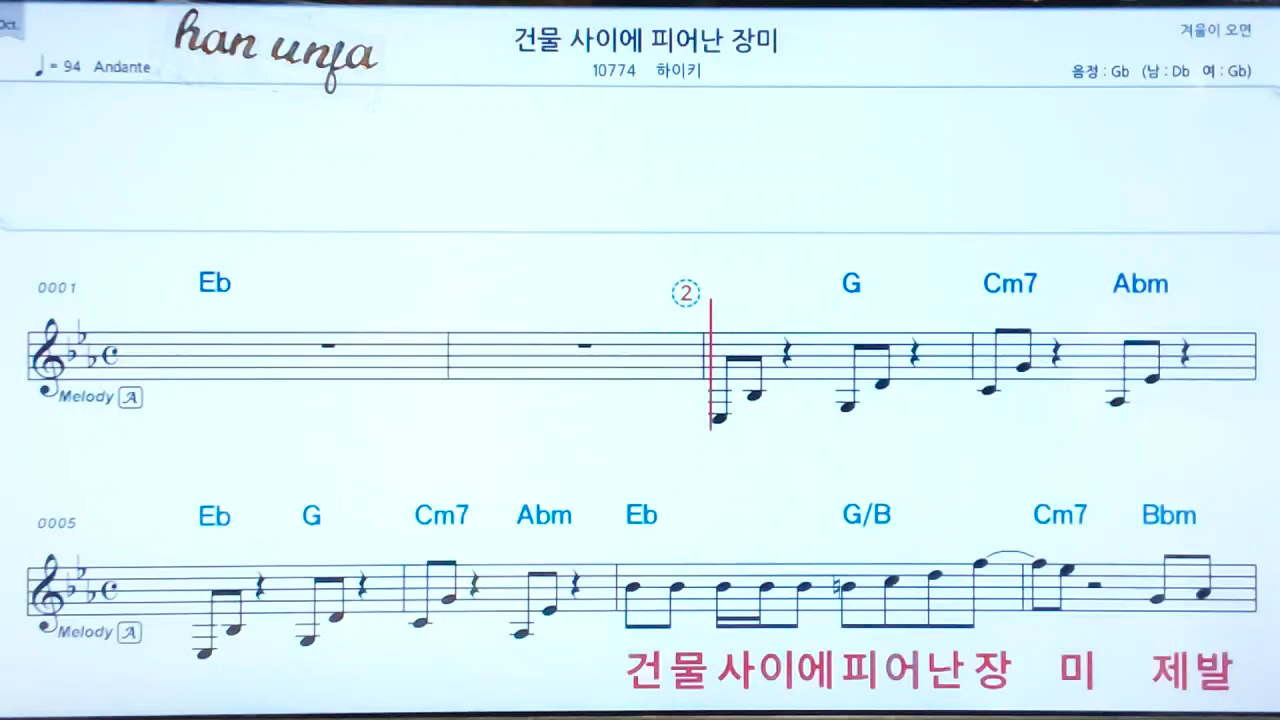 Oct.
han unfa
건물 사이에 피어난 장미
겨울이 오면
♩= 94 Andante
10774 하이키
음정 : Gb (남 : Db 여 : Gb)
0001
Eb
②
G Cm7 Abm
Melody A
0005
Eb G Cm7 Abm Eb G/B Cm7 Bbm
Melody A
건물 사이에 피어난 장 미 제발